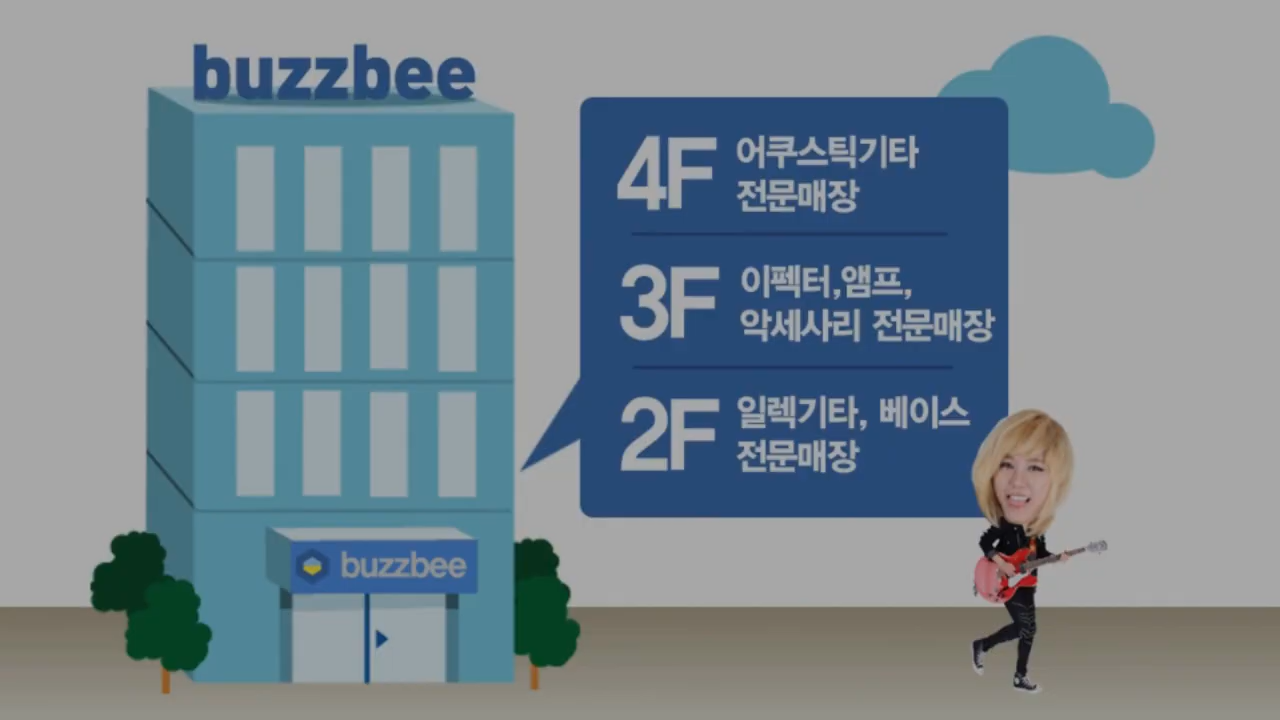 buzzbee
4F 어쿠스틱기타
전문매장
3F 이펙터,앰프,
악세사리 전문매장
2F 일렉기타, 베이스
전문매장
buzzbee